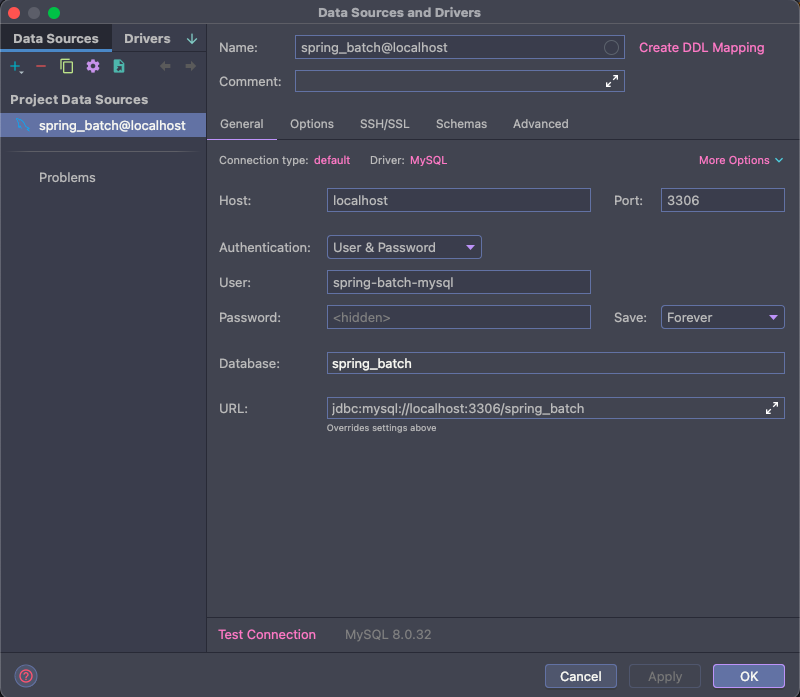 Data Sources and Drivers
Data Sources Drivers
Name: spring_batch@localhost Create DDL Mapping
Comment:
Project Data Sources
spring_batch@localhost
Problems
General Options SSH/SSL Schemas Advanced
Connection type: default Driver: MySQL More Options
Host: localhost Port: 3306
Authentication: User & Password
User: spring-batch-mysql
Password: <hidden> Save: Forever
Database: spring_batch
URL: jdbc:mysql://localhost:3306/spring_batch
Overrides settings above
Test Connection MySQL 8.0.32
? Cancel Apply OK